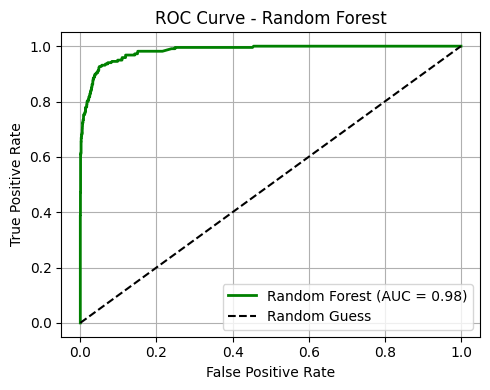 ROC Curve - Random Forest
True Positive Rate
1.0
0.8
0.6
0.4
0.2
0.0
Random Forest (AUC = 0.98)
Random Guess
0.0 0.2 0.4 0.6 0.8 1.0
False Positive Rate